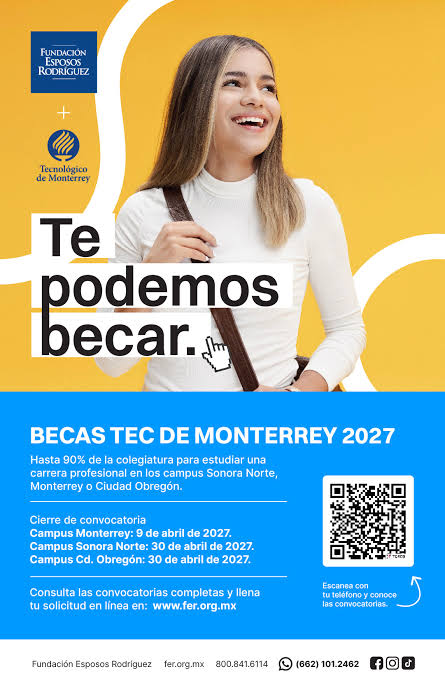 FUNDACIÓN
ESPOSOS
RODRÍGUEZ
+
Tecnológico
de Monterrey
Te
podemos
becar.
BECAS TEC DE MONTERREY 2027
Hasta 90% de la colegiatura para estudiar una
carrera profesional en los campus Sonora Norte,
Monterrey o Ciudad Obregón.
Cierre de convocatoria
Campus Monterrey: 9 de abril de 2027.
Campus Sonora Norte: 30 de abril de 2027.
Campus Cd. Obregón: 30 de abril de 2027.
Consulta las convocatorias completas y llena
tu solicitud en línea en: www.fer.org.mx
Escanea con
tu teléfono y conoce
las convocatorias.
Fundación Esposos Rodríguez fer.org.mx 800.841.6114 (662) 101.2462